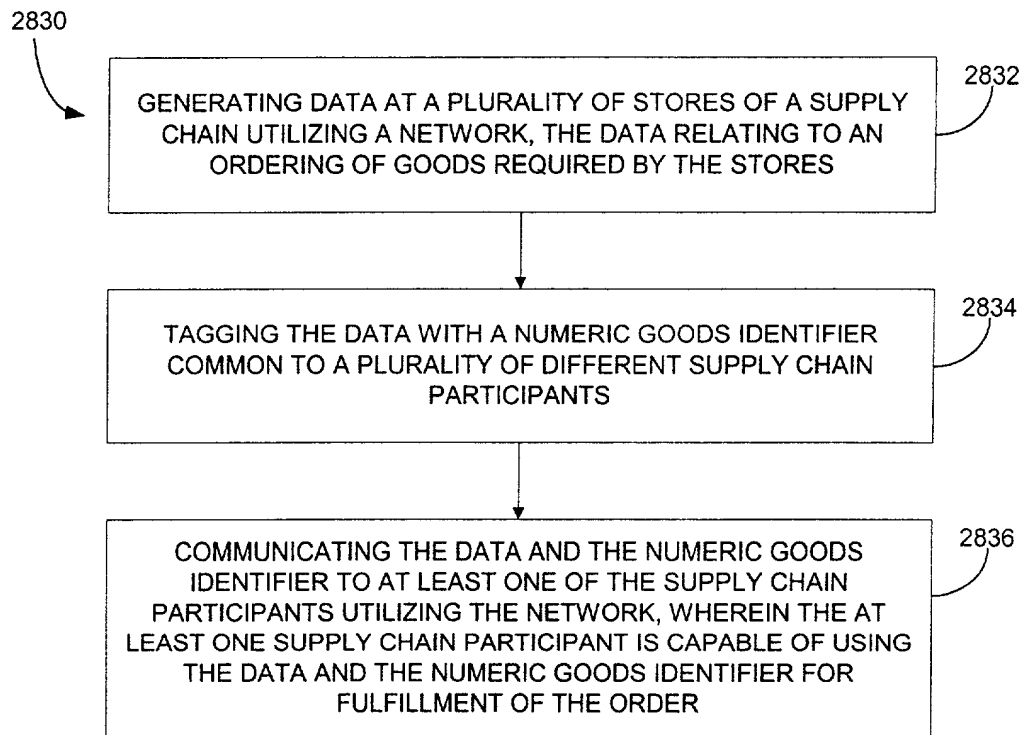 2830
2832
GENERATING DATA AT A PLURALITY OF STORES OF A SUPPLY
CHAIN UTILIZING A NETWORK, THE DATA RELATING TO AN
ORDERING OF GOODS REQUIRED BY THE STORES
2834
TAGGING THE DATA WITH A NUMERIC GOODS IDENTIFIER
COMMON TO A PLURALITY OF DIFFERENT SUPPLY CHAIN
PARTICIPANTS
2836
COMMUNICATING THE DATA AND THE NUMERIC GOODS
IDENTIFIER TO AT LEAST ONE OF THE SUPPLY CHAIN
PARTICIPANTS UTILIZING THE NETWORK, WHEREIN THE AT
LEAST ONE SUPPLY CHAIN PARTICIPANT IS CAPABLE OF USING
THE DATA AND THE NUMERIC GOODS IDENTIFIER FOR
FULFILLMENT OF THE ORDER